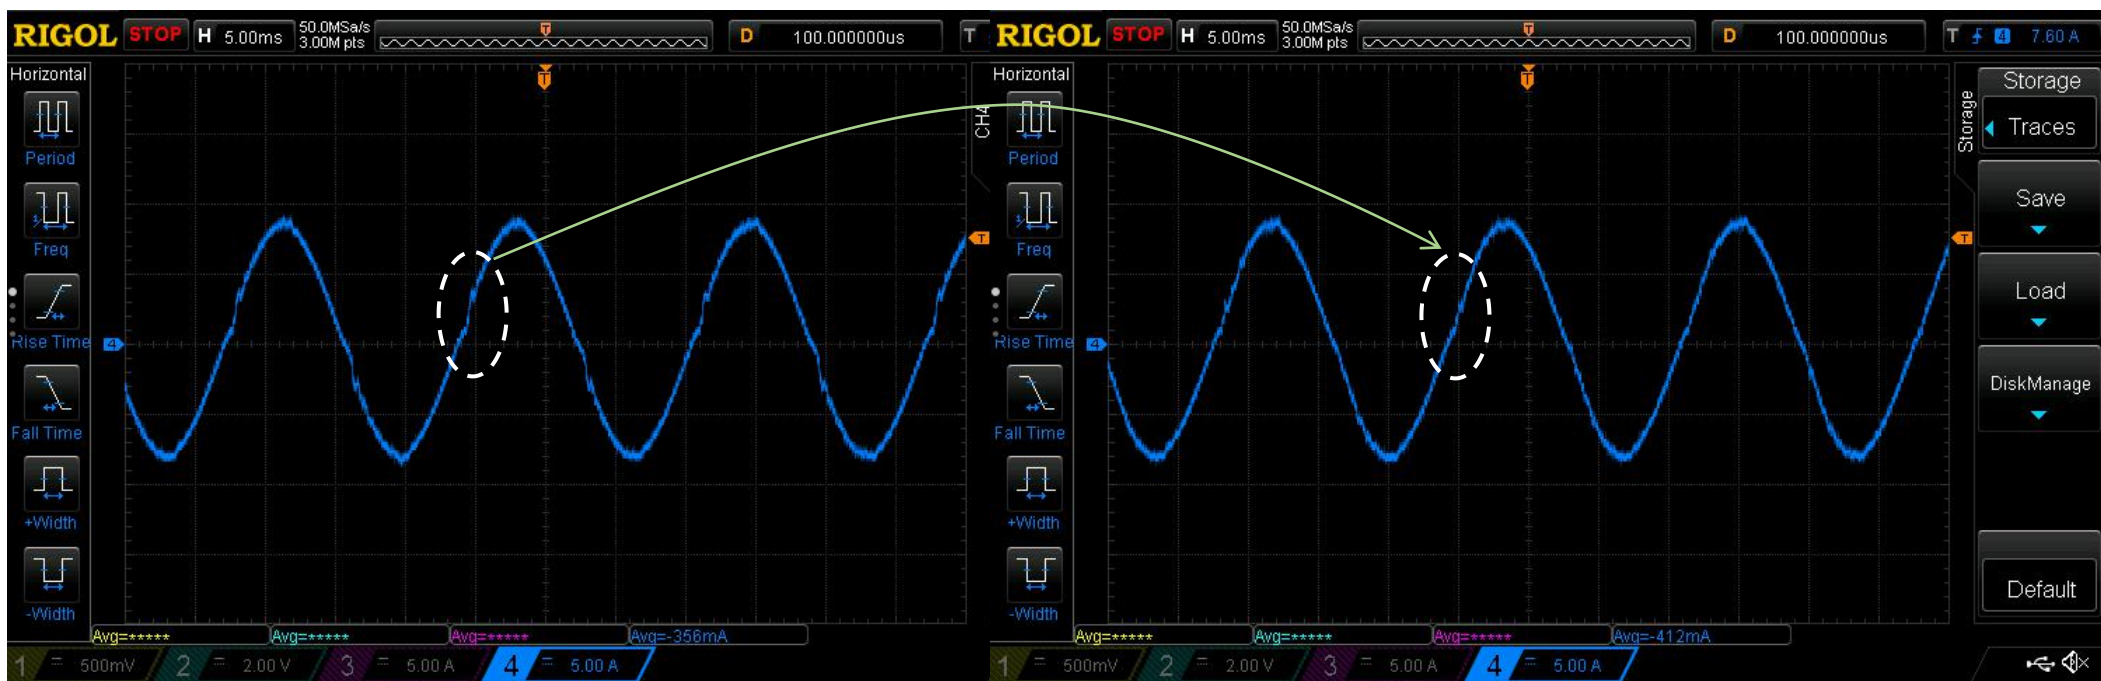 RIGOL STOP H 5.00ms 50.0MSa/s 3.00M pts T D 100.000000us T
Horizontal
T
CH4
Period
Freq
T
Rise Time
4
Fall Time
+Width
-Width
Avg=***** Avg=***** Avg=***** Avg=-356mA
1 = 500mV 2 = 2.00 V 3 = 5.00 A 4 = 5.00 A
RIGOL STOP H 5.00ms 50.0MSa/s 3.00M pts T D 100.000000us T 4 7.60 A
Horizontal
T
Storage
Storage
Traces
Period
Save
Freq
T
Load
Rise Time
4
DiskManage
Fall Time
+Width
Default
-Width
Avg=***** Avg=***** Avg=***** Avg=-412mA
1 = 500mV 2 = 2.00 V 3 = 5.00 A 4 = 5.00 A